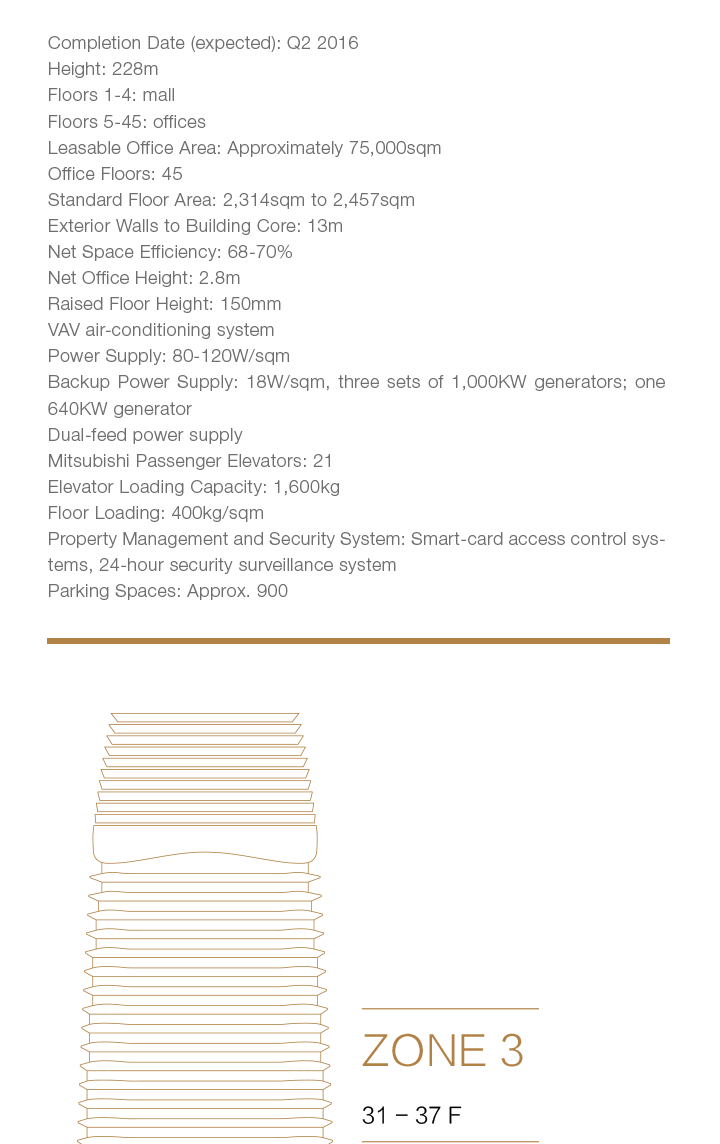 Completion Date (expected): Q2 2016
Height: 228m
Floors 1-4: mall
Floors 5-45: offices
Leasable Office Area: Approximately 75,000sqm
Office Floors: 45
Standard Floor Area: 2,314sqm to 2,457sqm
Exterior Walls to Building Core: 13m
Net Space Efficiency: 68-70%
Net Office Height: 2.8m
Raised Floor Height: 150mm
VAV air-conditioning system
Power Supply: 80-120W/sqm
Backup Power Supply: 18W/sqm, three sets of 1,000KW generators; one
640KW generator
Dual-feed power supply
Mitsubishi Passenger Elevators: 21
Elevator Loading Capacity: 1,600kg
Floor Loading: 400kg/sqm
Property Management and Security System: Smart-card access control sys-
tems, 24-hour security surveillance system
Parking Spaces: Approx. 900
ZONE 3
31 – 37 F